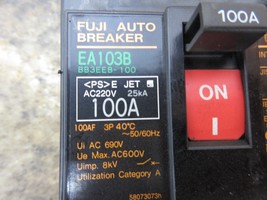 FUJI AUTO
BREAKER
100A
EA103B
BB3EEB-100
<PS>E JET
AC220V 25kA
100A
ON
I
100AF 3P 40°C
~50/60Hz
Ui AC 690V
Ue Max. AC600V
Uimp. 8kV
Utilization Category A
58073073h